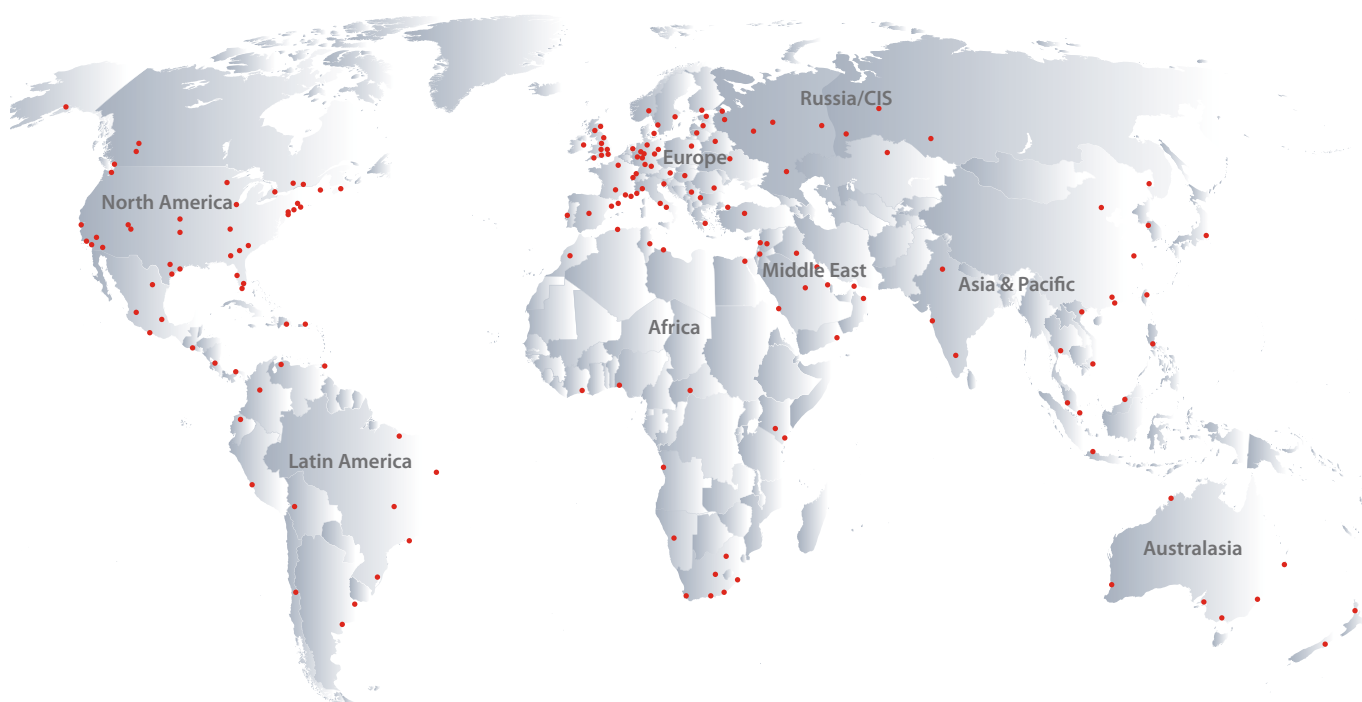 Russia/CIS
Europe
North America
Middle East
Asia & Pacific
Africa
Latin America
Australasia